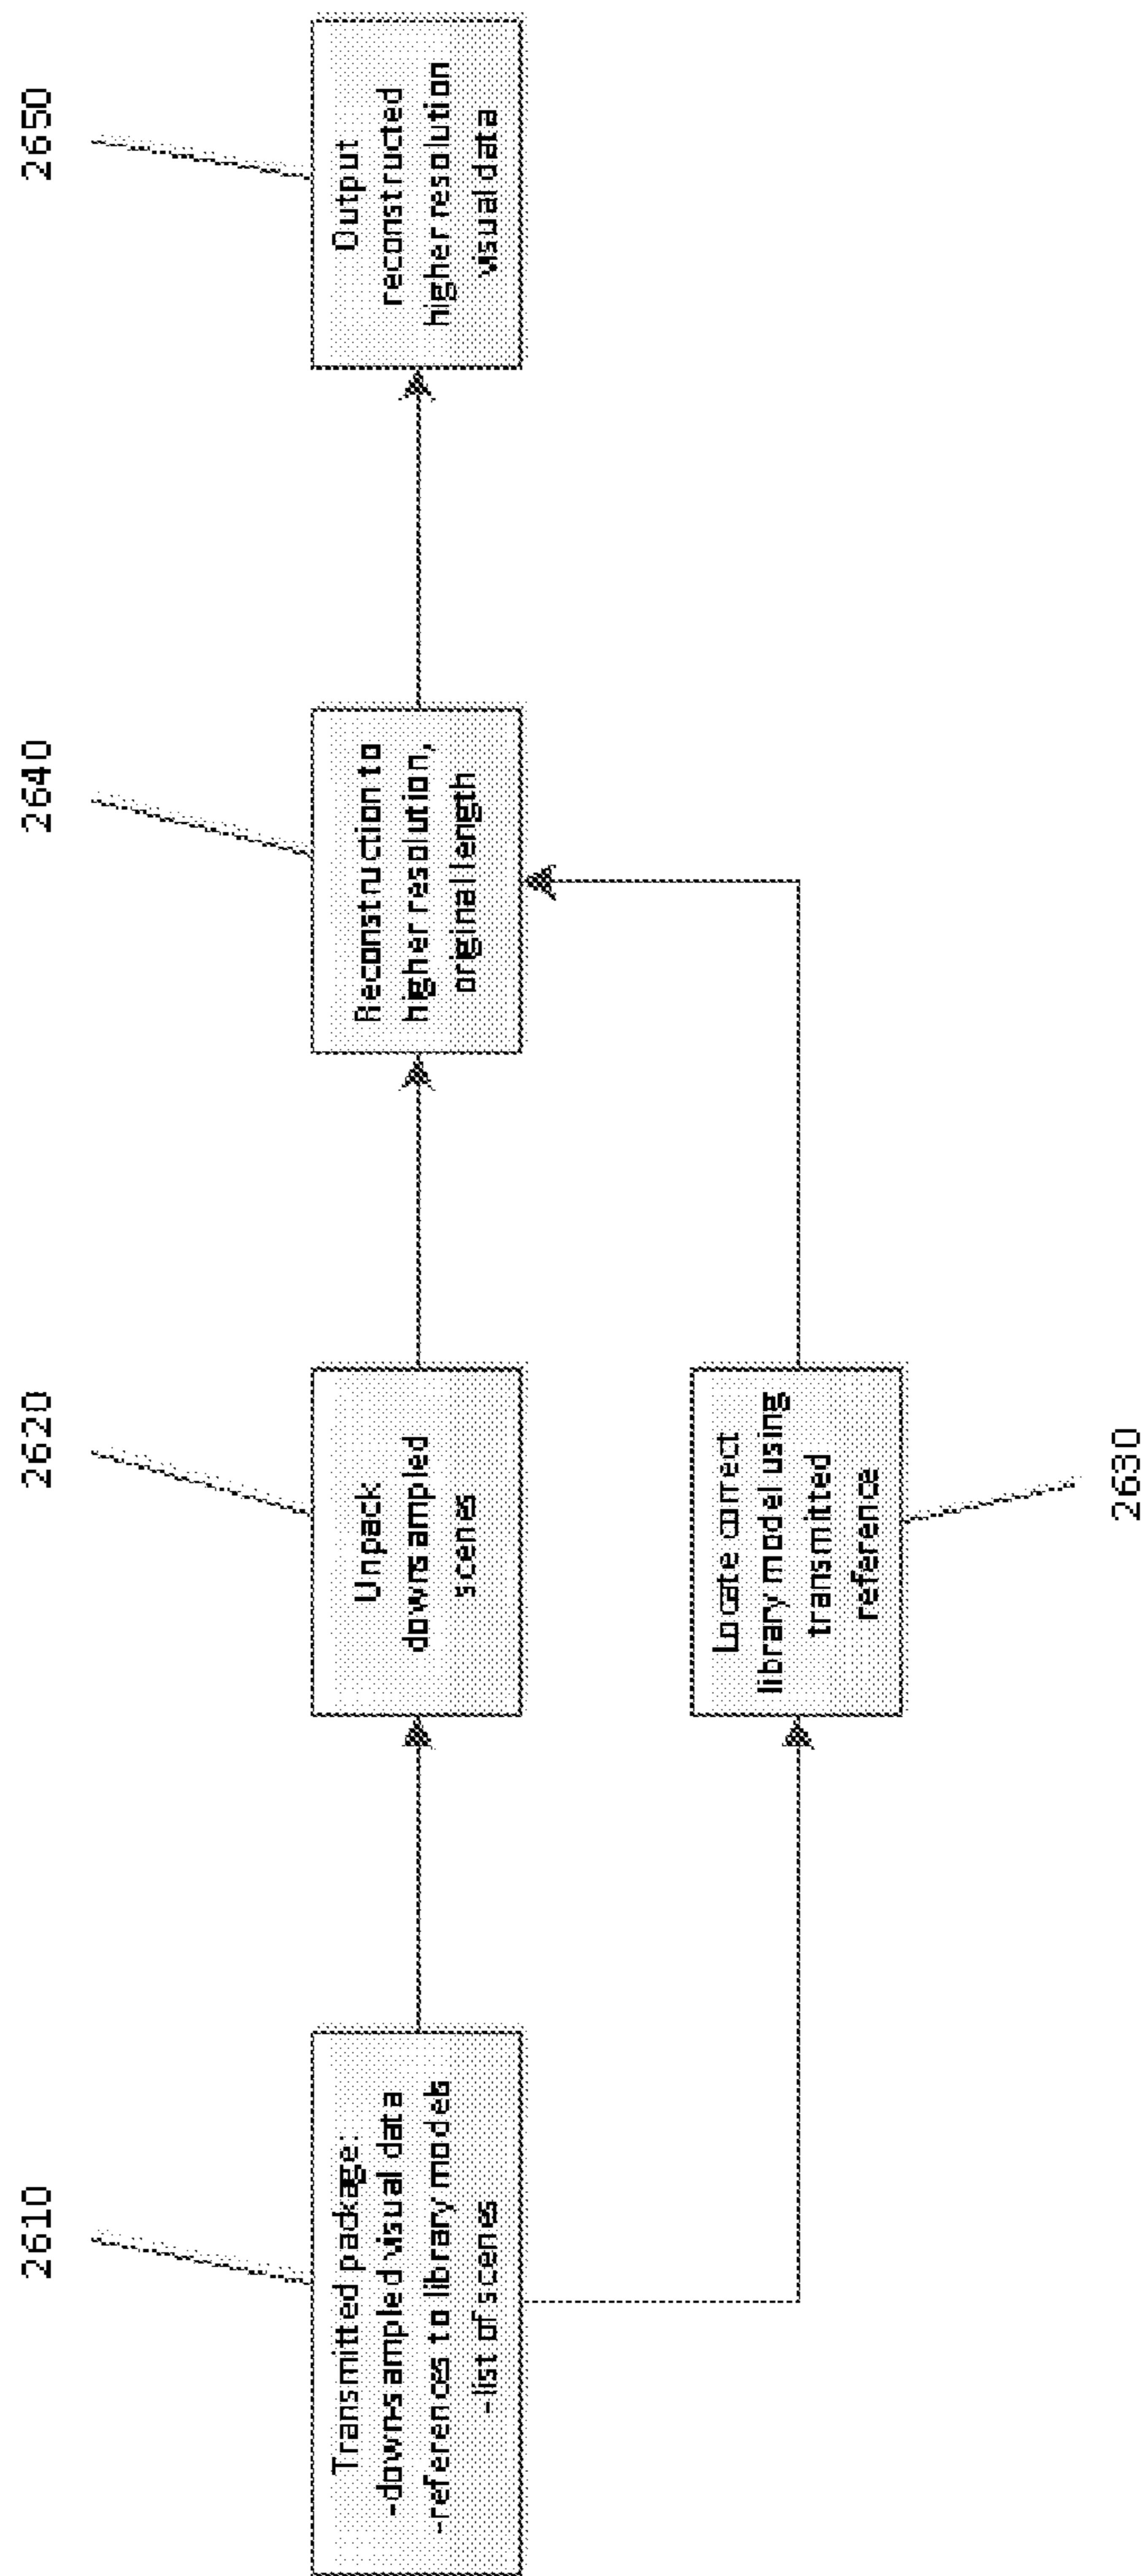 2610
Transmitted package:
-down-sampled visual data
-references to library models
-list of scenes
2620
Unpack
downsampled
scenes
2630
Locate correct
library model using
transmitted
reference
2640
Reconstruction to
higher resolution,
original length
2650
Output
reconstructed
higher resolution
visual data